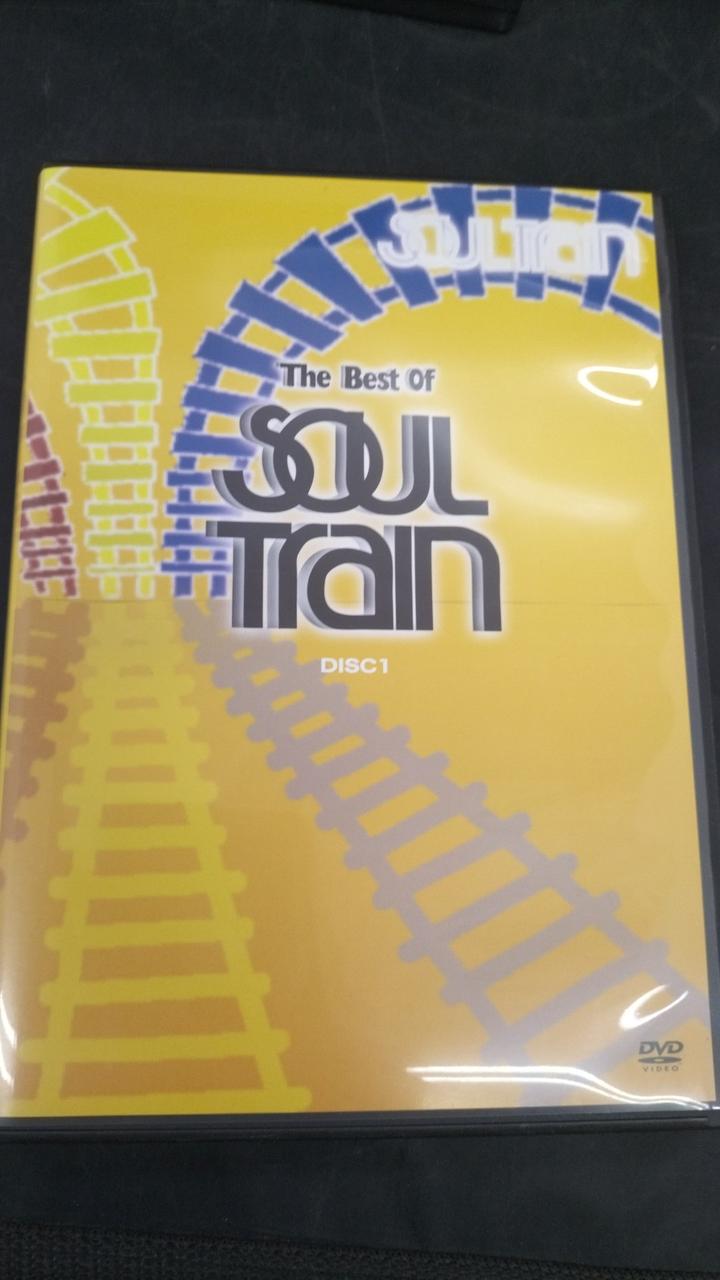 SOUL TRAIN
The Best Of
SOUL
TRaIN
DISC1
DVD
VIDEO